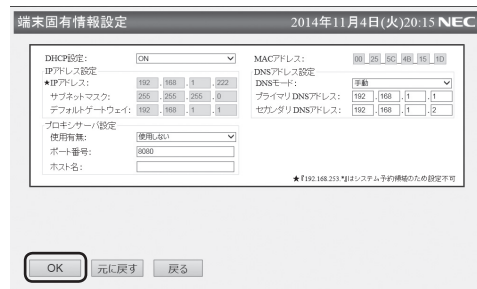 端末固有情報設定 2014年11月4日(火)20:15 NEC
DHCP設定: ON
IPアドレス設定
★IPアドレス: 192 . 168 . 1 . 222
サブネットマスク: 255 . 255 . 255 . 0
デフォルトゲートウェイ: 192 . 168 . 1 . 1
プロキシサーバ設定
使用有無: 使用しない
ポート番号: 8080
ホスト名:
MACアドレス: 00 25 5C 4B 15 1D
DNSアドレス設定
DNSモード: 手動
プライマリDNSアドレス: 192 . 168 . 1 . 1
セカンダリDNSアドレス: 192 . 168 . 1 . 2
★『192.168.253.*』はシステム予約領域のため設定不可
OK 元に戻す 戻る